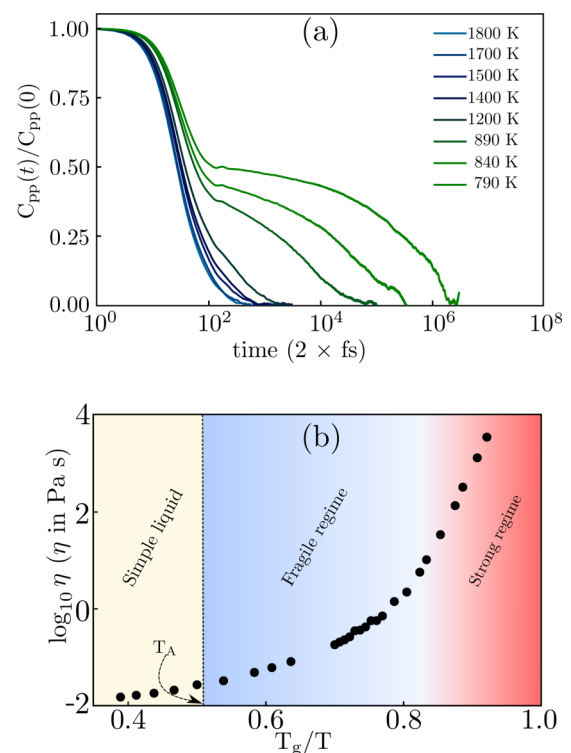 (a)
1.00
0.75
0.50
0.25
0.00
C_pp(t)/C_pp(0)
1800 K
1700 K
1500 K
1400 K
1200 K
890 K
840 K
790 K
10^0
10^2
10^4
10^6
10^8
time (2 × fs)
(b)
4
2
0
-2
log_10 η (η in Pa s)
Simple liquid
Fragile regime
Strong regime
T_A
0.4
0.6
0.8
1.0
T_g/T